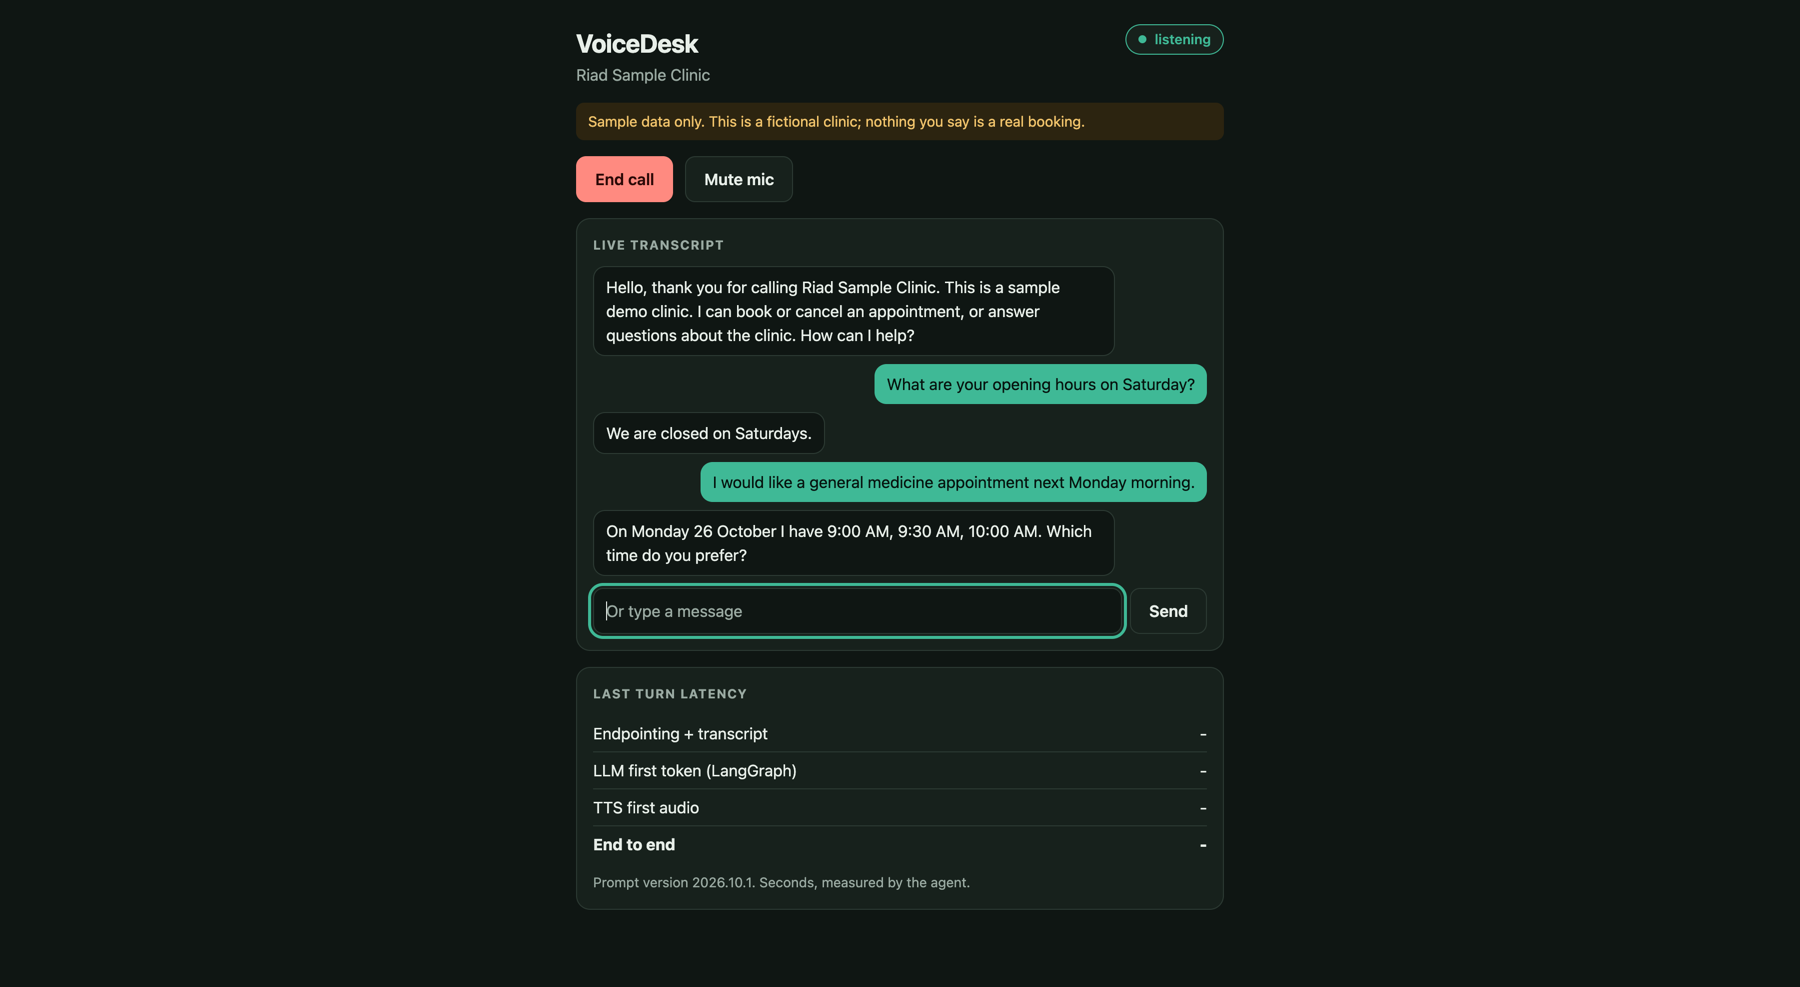 VoiceDesk
listening
Riad Sample Clinic
Sample data only. This is a fictional clinic; nothing you say is a real booking.
End call
Mute mic
LIVE TRANSCRIPT
Hello, thank you for calling Riad Sample Clinic. This is a sample
demo clinic. I can book or cancel an appointment, or answer
questions about the clinic. How can I help?
What are your opening hours on Saturday?
We are closed on Saturdays.
I would like a general medicine appointment next Monday morning.
On Monday 26 October I have 9:00 AM, 9:30 AM, 10:00 AM. Which
time do you prefer?
Or type a message
Send
LAST TURN LATENCY
Endpointing + transcript -
LLM first token (LangGraph) -
TTS first audio -
End to end -
Prompt version 2026.10.1. Seconds, measured by the agent.